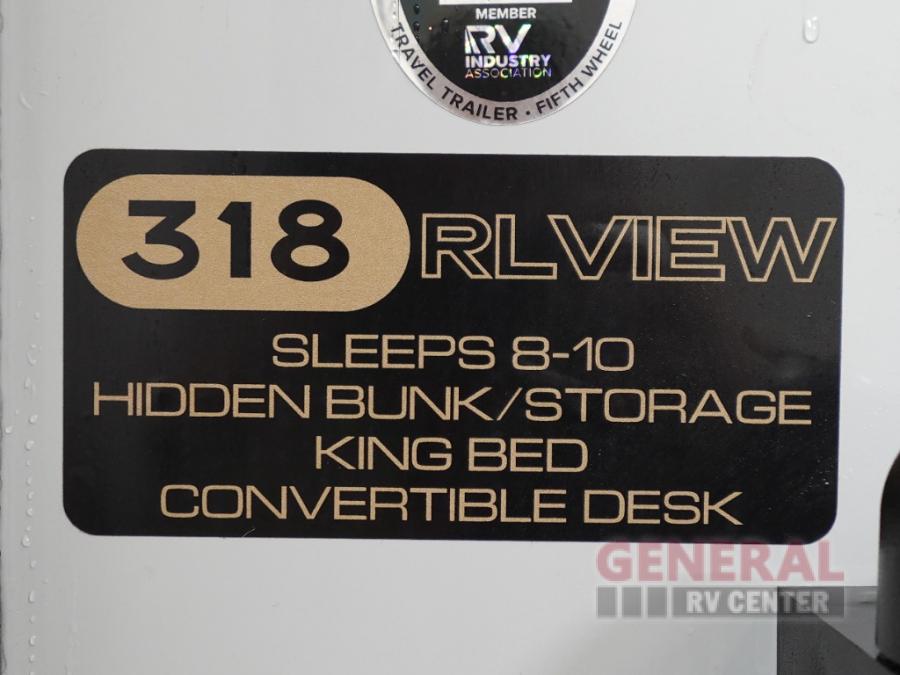 MEMBER
RV
INDUSTRY
ASSOCIATION
TRAVEL TRAILER · FIFTH WHEEL
318 RLVIEW
SLEEPS 8-10
HIDDEN BUNK/STORAGE
KING BED
CONVERTIBLE DESK
GENERAL
RV CENTER